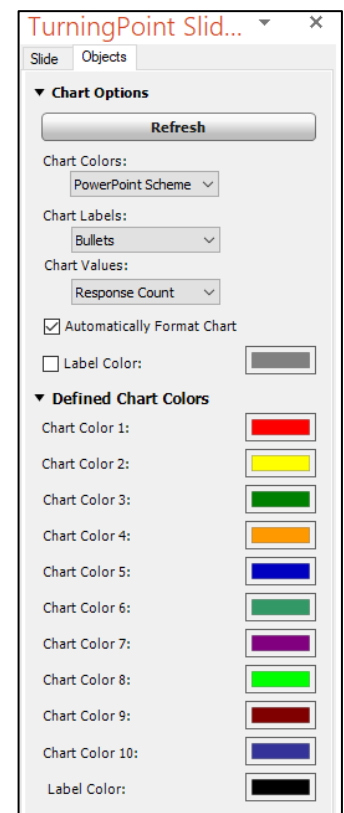 TurningPoint Slid...
Slide Objects
Chart Options
Refresh
Chart Colors:
PowerPoint Scheme
Chart Labels:
Bullets
Chart Values:
Response Count
Automatically Format Chart
Label Color:
Defined Chart Colors
Chart Color 1:
Chart Color 2:
Chart Color 3:
Chart Color 4:
Chart Color 5:
Chart Color 6:
Chart Color 7:
Chart Color 8:
Chart Color 9:
Chart Color 10:
Label Color: